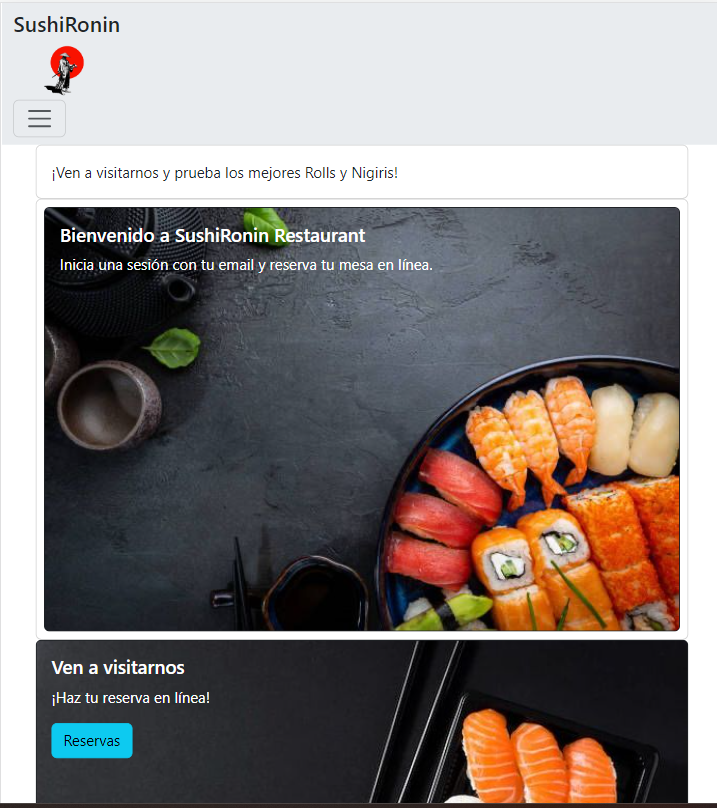 SushiRonin
¡Ven a visitarnos y prueba los mejores Rolls y Nigiris!
Bienvenido a SushiRonin Restaurant
Inicia una sesión con tu email y reserva tu mesa en línea.
Ven a visitarnos
¡Haz tu reserva en línea!
Reservas